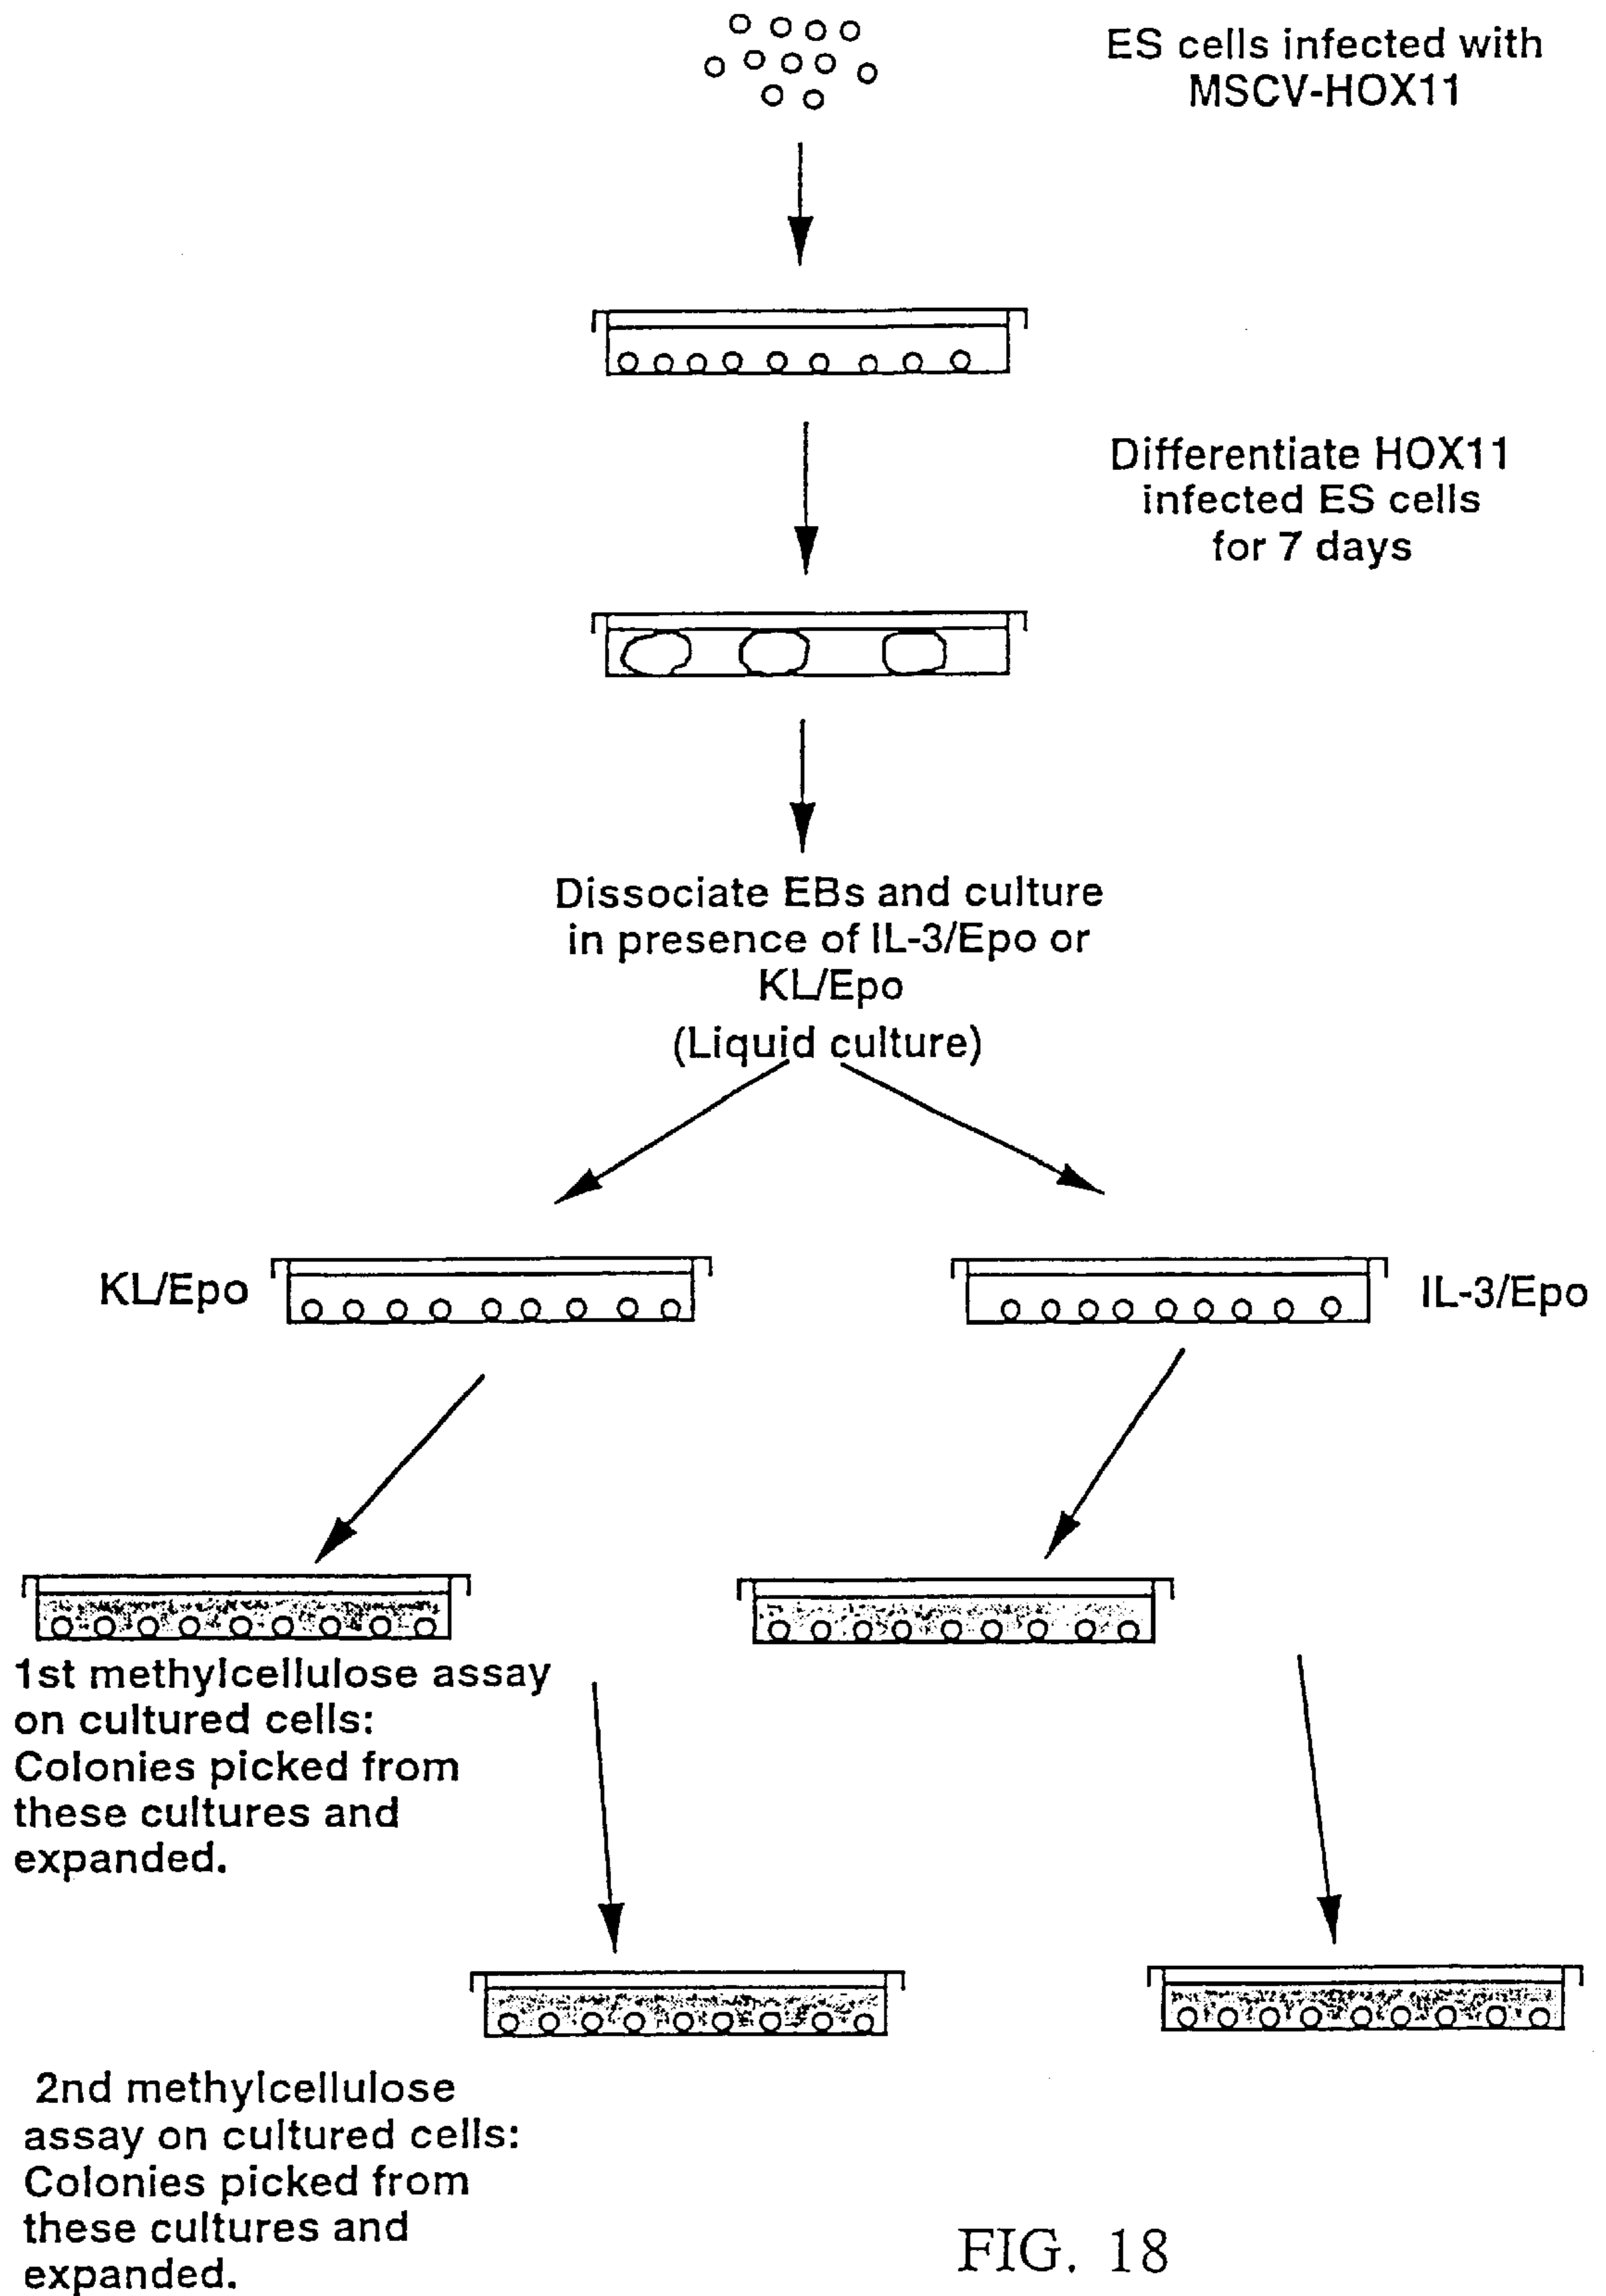 ES cells infected with
MSCV-HOX11
Differentiate HOX11
infected ES cells
for 7 days
Dissociate EBs and culture
in presence of IL-3/Epo or
KL/Epo
(Liquid culture)
KL/Epo
IL-3/Epo
1st methylcellulose assay
on cultured cells:
Colonies picked from
these cultures and
expanded.
2nd methylcellulose
assay on cultured cells:
Colonies picked from
these cultures and
expanded.
FIG. 18